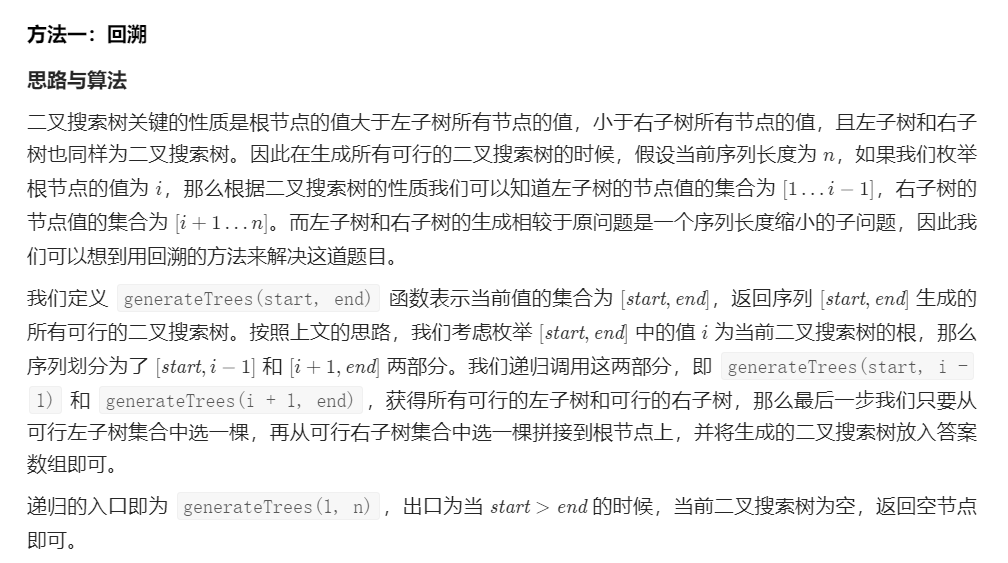 方法一：回溯
思路与算法
二叉搜索树关键的性质是根节点的值大于左子树所有节点的值，小于右子树所有节点的值，且左子树和右子
树也同样为二叉搜索树。因此在生成所有可行的二叉搜索树的时候，假设当前序列长度为 n，如果我们枚举
根节点的值为 i，那么根据二叉搜索树的性质我们可以知道左子树的节点值的集合为 [1…i−1]，右子树的
节点值的集合为 [i+1…n]。而左子树和右子树的生成相较于原问题是一个序列长度缩小的子问题，因此我
们可以想到用回溯的方法来解决这道题目。
我们定义 generateTrees(start, end) 函数表示当前值的集合为 [start,end]，返回序列 [start,end] 生成的
所有可行的二叉搜索树。按照上文的思路，我们考虑枚举 [start,end] 中的值 i 为当前二叉搜索树的根，那么
序列划分为了 [start,i−1] 和 [i+1,end] 两部分。我们递归调用这两部分，即 generateTrees(start, i -
1) 和 generateTrees(i + 1, end) ，获得所有可行的左子树和可行的右子树，那么最后一步我们只要从
可行左子树集合中选一棵，再从可行右子树集合中选一棵拼接到根节点上，并将生成的二叉搜索树放入答案
数组即可。
递归的入口即为 generateTrees(1, n) ，出口为当 start > end 的时候，当前二叉搜索树为空，返回空节点
即可。